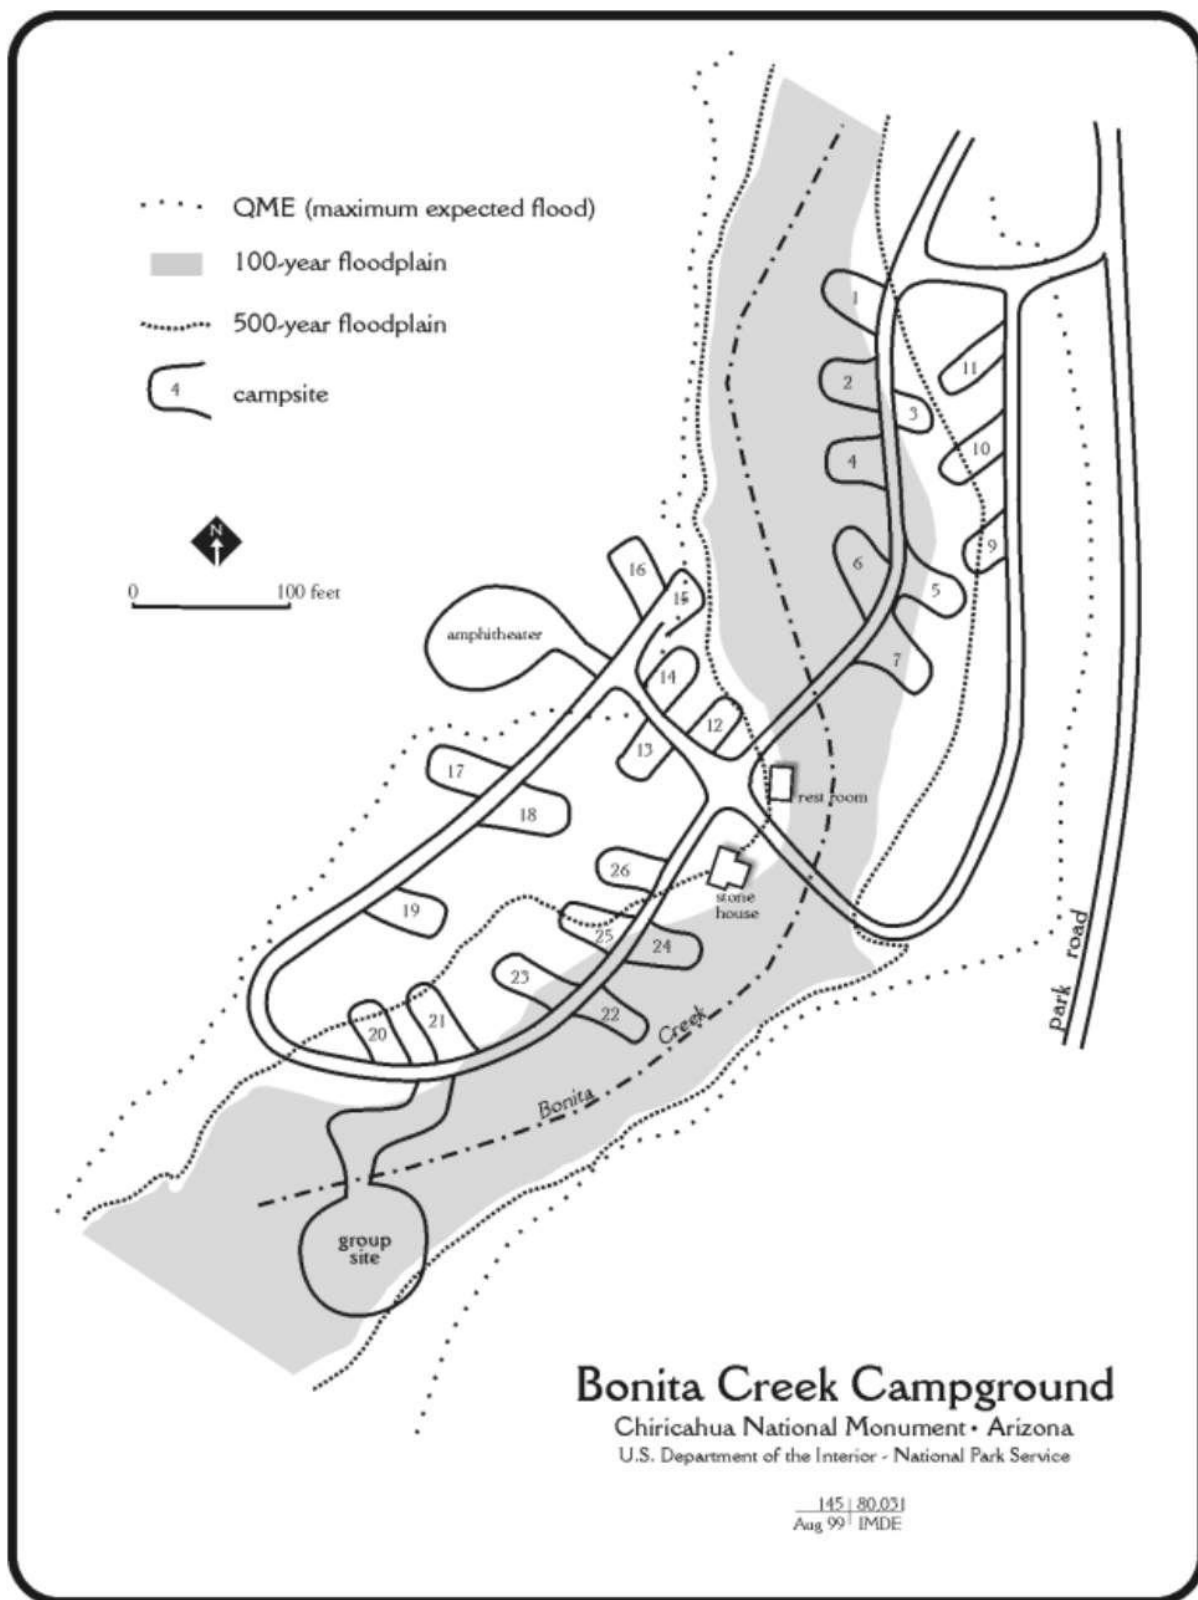 QME (maximum expected flood)
100-year floodplain
500-year floodplain
4
campsite
N
0
100 feet
1
2
3
4
11
10
9
6
5
7
16
15
amphitheater
14
12
13
17
18
rest room
26
stone
house
19
25
24
23
22
20
21
Creek
Bonita
park road
group
site
Bonita Creek Campground
Chiricahua National Monument • Arizona
U.S. Department of the Interior - National Park Service
145 | 80,031
Aug 99 | IMDE